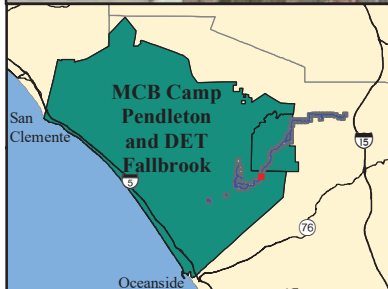 MCB Camp
Pendleton
and DET
Fallbrook
San
Clemente
15
5
76
Oceanside